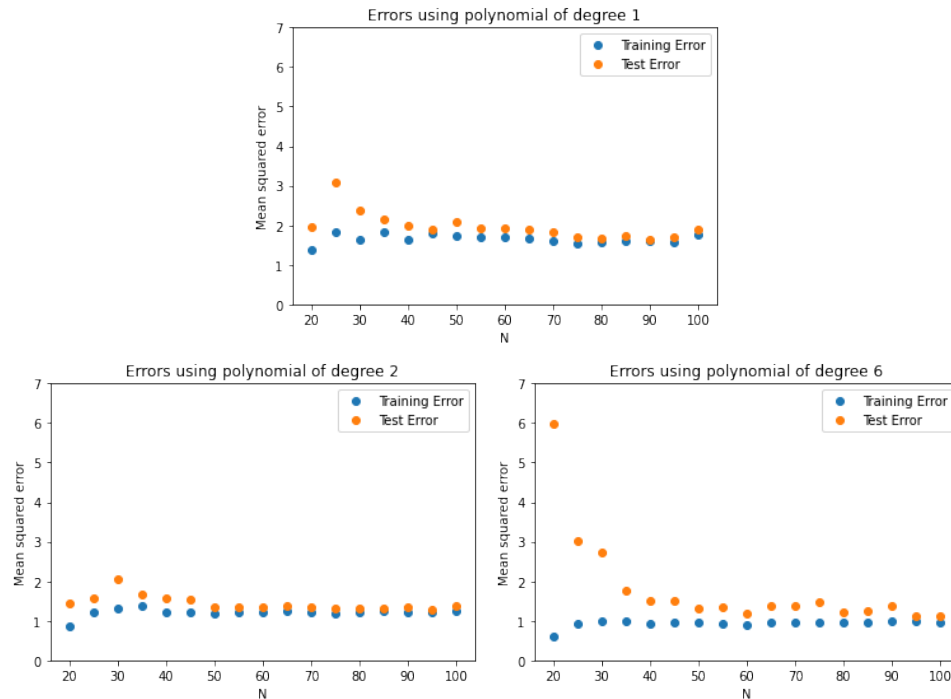 Errors using polynomial of degree 1
7
6
5
4
3
2
1
0
Mean squared error
Training Error
Test Error
20 30 40 50 60 70 80 90 100
N
Errors using polynomial of degree 2
7
6
5
4
3
2
1
0
Mean squared error
Training Error
Test Error
20 30 40 50 60 70 80 90 100
N
Errors using polynomial of degree 6
7
6
5
4
3
2
1
0
Mean squared error
Training Error
Test Error
20 30 40 50 60 70 80 90 100
N